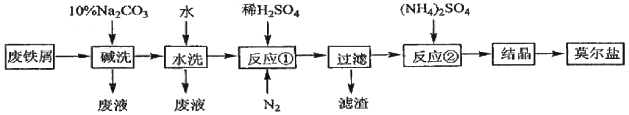 10%Na₂CO₃ 水 稀H₂SO₄ (NH₄)₂SO₄
废铁屑 碱洗 水洗 反应① 过滤 反应② 结晶 莫尔盐
废液 废液 N₂ 滤渣